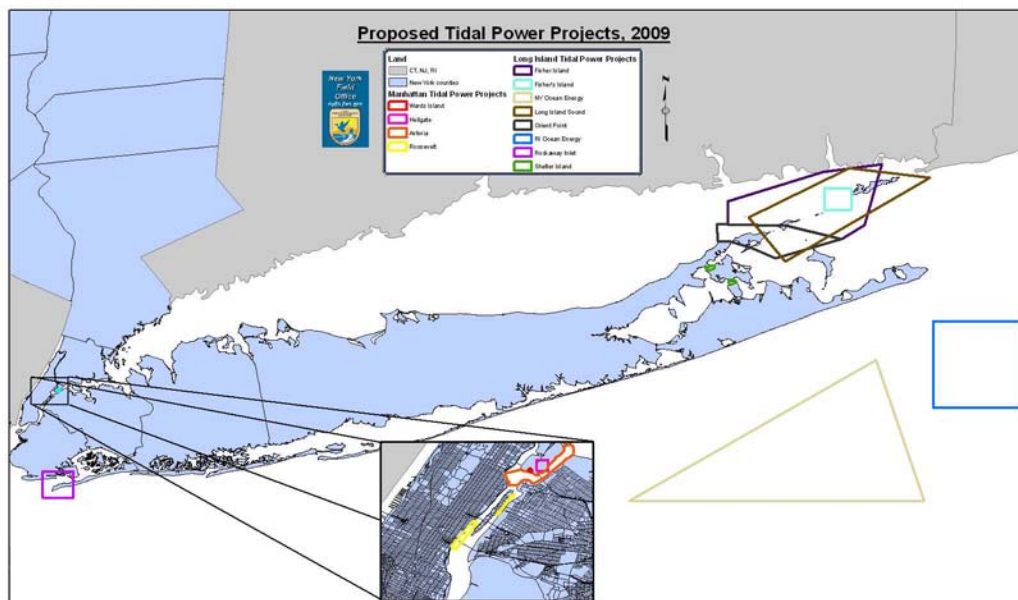 Proposed Tidal Power Projects, 2009
New York
Field
Office
Land
CT, NJ, RI
New York counties
Manhattan Tidal Power Projects
Wards Island
Hellgate
Astoria
Roosevelt
Long Island Tidal Power Projects
Fisher Island
Fisher's Island
NY Ocean Energy
Long Island Sound
Orient Point
RI Ocean Energy
Rockaway Inlet
Shelter Island
N